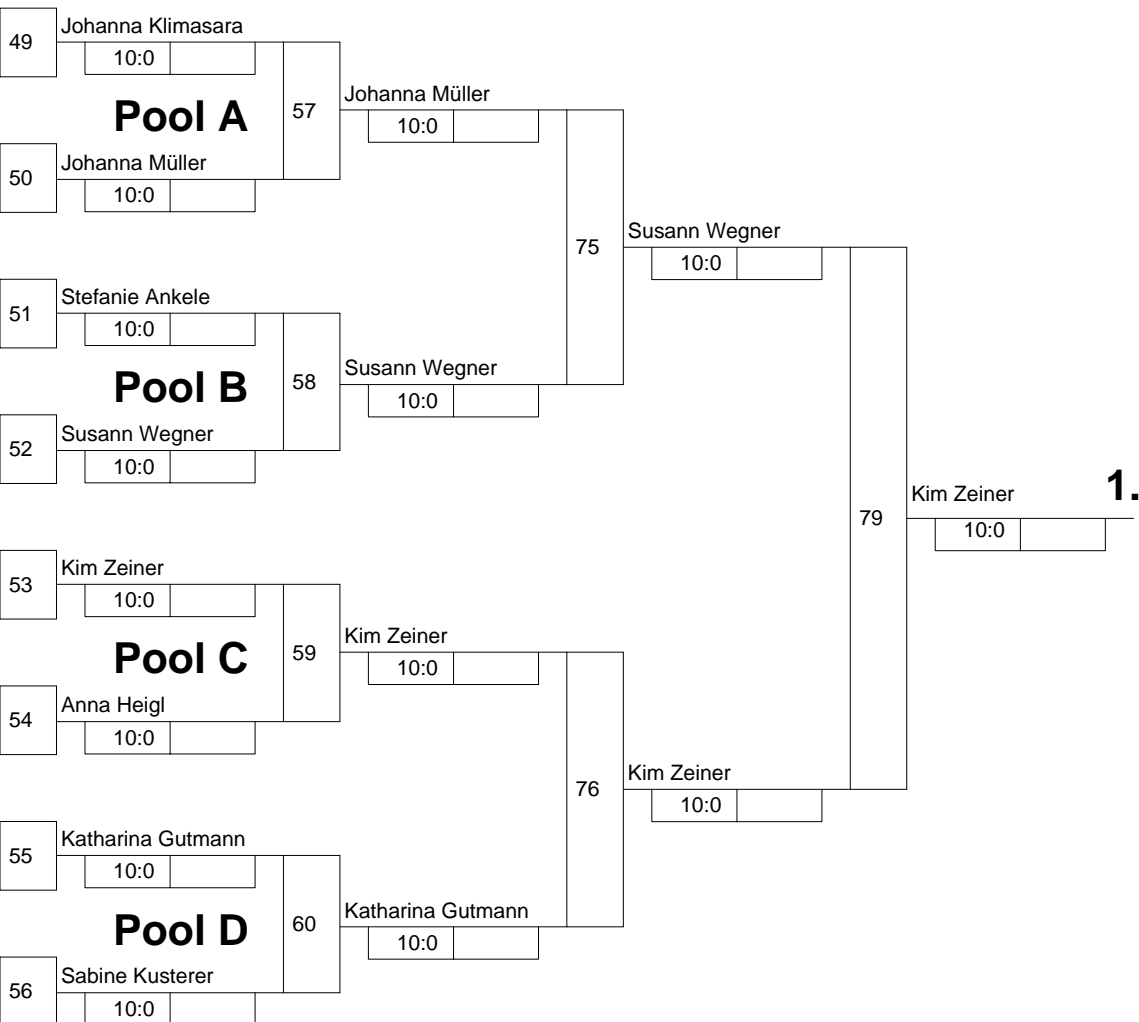 49
Johanna Klimasara
10:0
Pool A
57
Johanna Müller
10:0
50
Johanna Müller
10:0
75
Susann Wegner
10:0
51
Stefanie Ankele
10:0
Pool B
58
Susann Wegner
10:0
52
Susann Wegner
10:0
79
Kim Zeiner
1.
10:0
53
Kim Zeiner
10:0
Pool C
59
Kim Zeiner
10:0
54
Anna Heigl
10:0
76
Kim Zeiner
10:0
55
Katharina Gutmann
10:0
Pool D
60
Katharina Gutmann
10:0
56
Sabine Kusterer
10:0